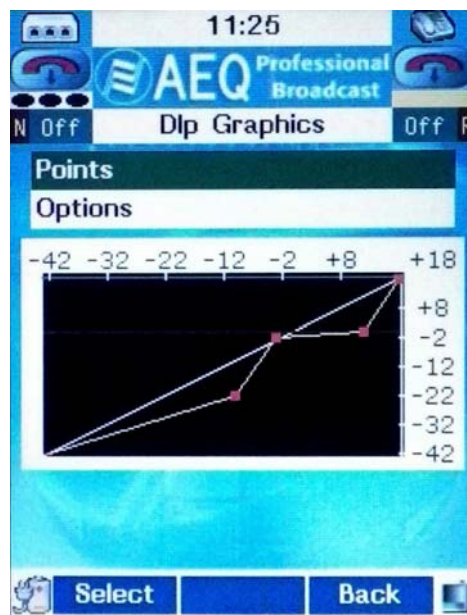 11:25
AEQ Professional Broadcast
N Off
Dlp Graphics
Off
Points
Options
-42 -32 -22 -12 -2 +8 +18
+8
-2
-12
-22
-32
-42
Select
Back